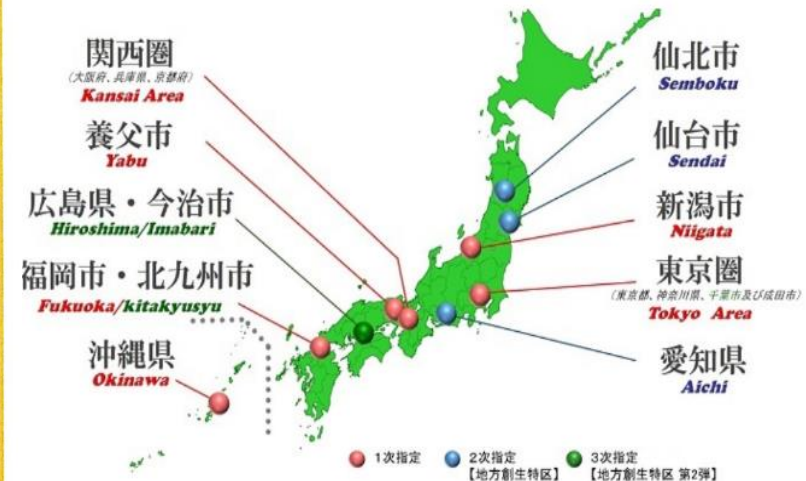 関西圏
（大阪府、兵庫県、京都府）
Kansai Area
養父市
Yabu
広島県・今治市
Hiroshima/Imabari
福岡市・北九州市
Fukuoka/kitakyusyu
沖縄県
Okinawa
仙北市
Semboku
仙台市
Sendai
新潟市
Niigata
東京圏
（東京都、神奈川県、千葉市及び成田市）
Tokyo Area
愛知県
Aichi
1次指定
2次指定
【地方創生特区】
3次指定
【地方創生特区 第2弾】